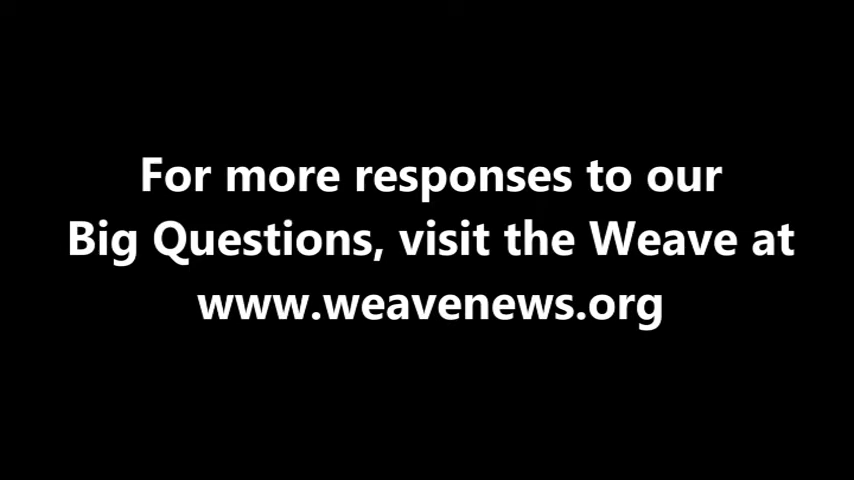 For more responses to our
Big Questions, visit the Weave at
www.weavenews.org